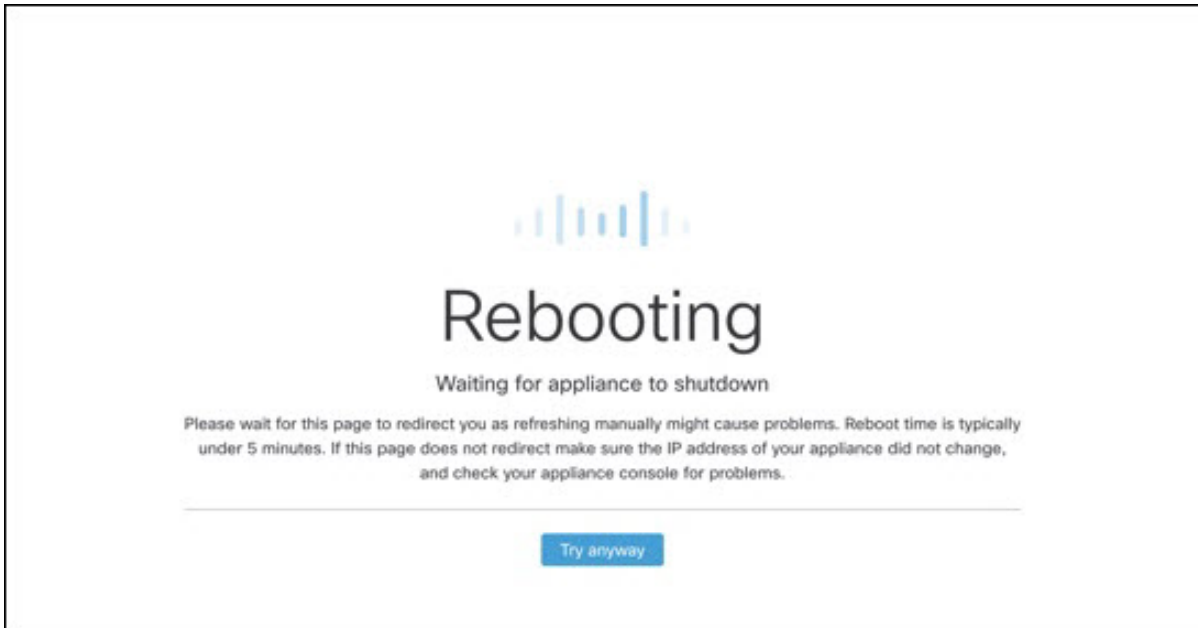 Rebooting
Waiting for appliance to shutdown
Please wait for this page to redirect you as refreshing manually might cause problems. Reboot time is typically
under 5 minutes. If this page does not redirect make sure the IP address of your appliance did not change,
and check your appliance console for problems.
Try anyway